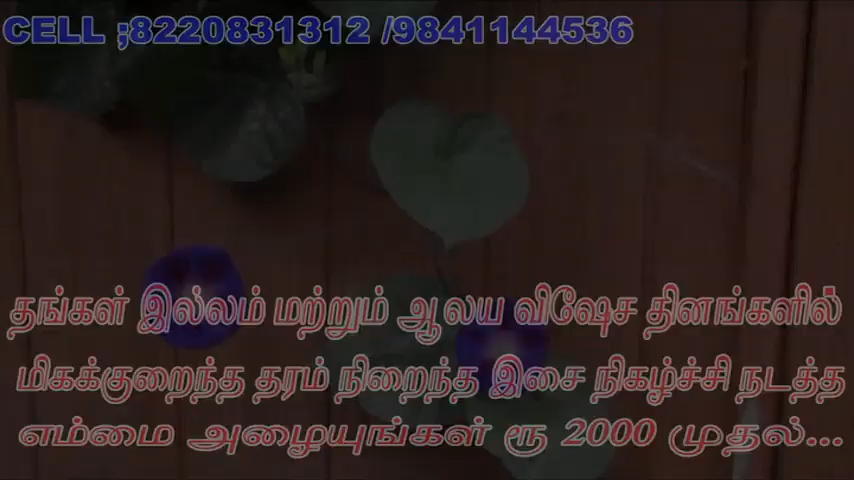 CELL ;8220831312 /9841144536
தங்கள் இல்லம் மற்றும் ஆலய விஷேச தினங்களில்
மிகக்குறைந்த தரம் நிறைந்த இசை நிகழ்ச்சி நடத்த
எம்மை அழையுங்கள் ரூ 2000 முதல்...